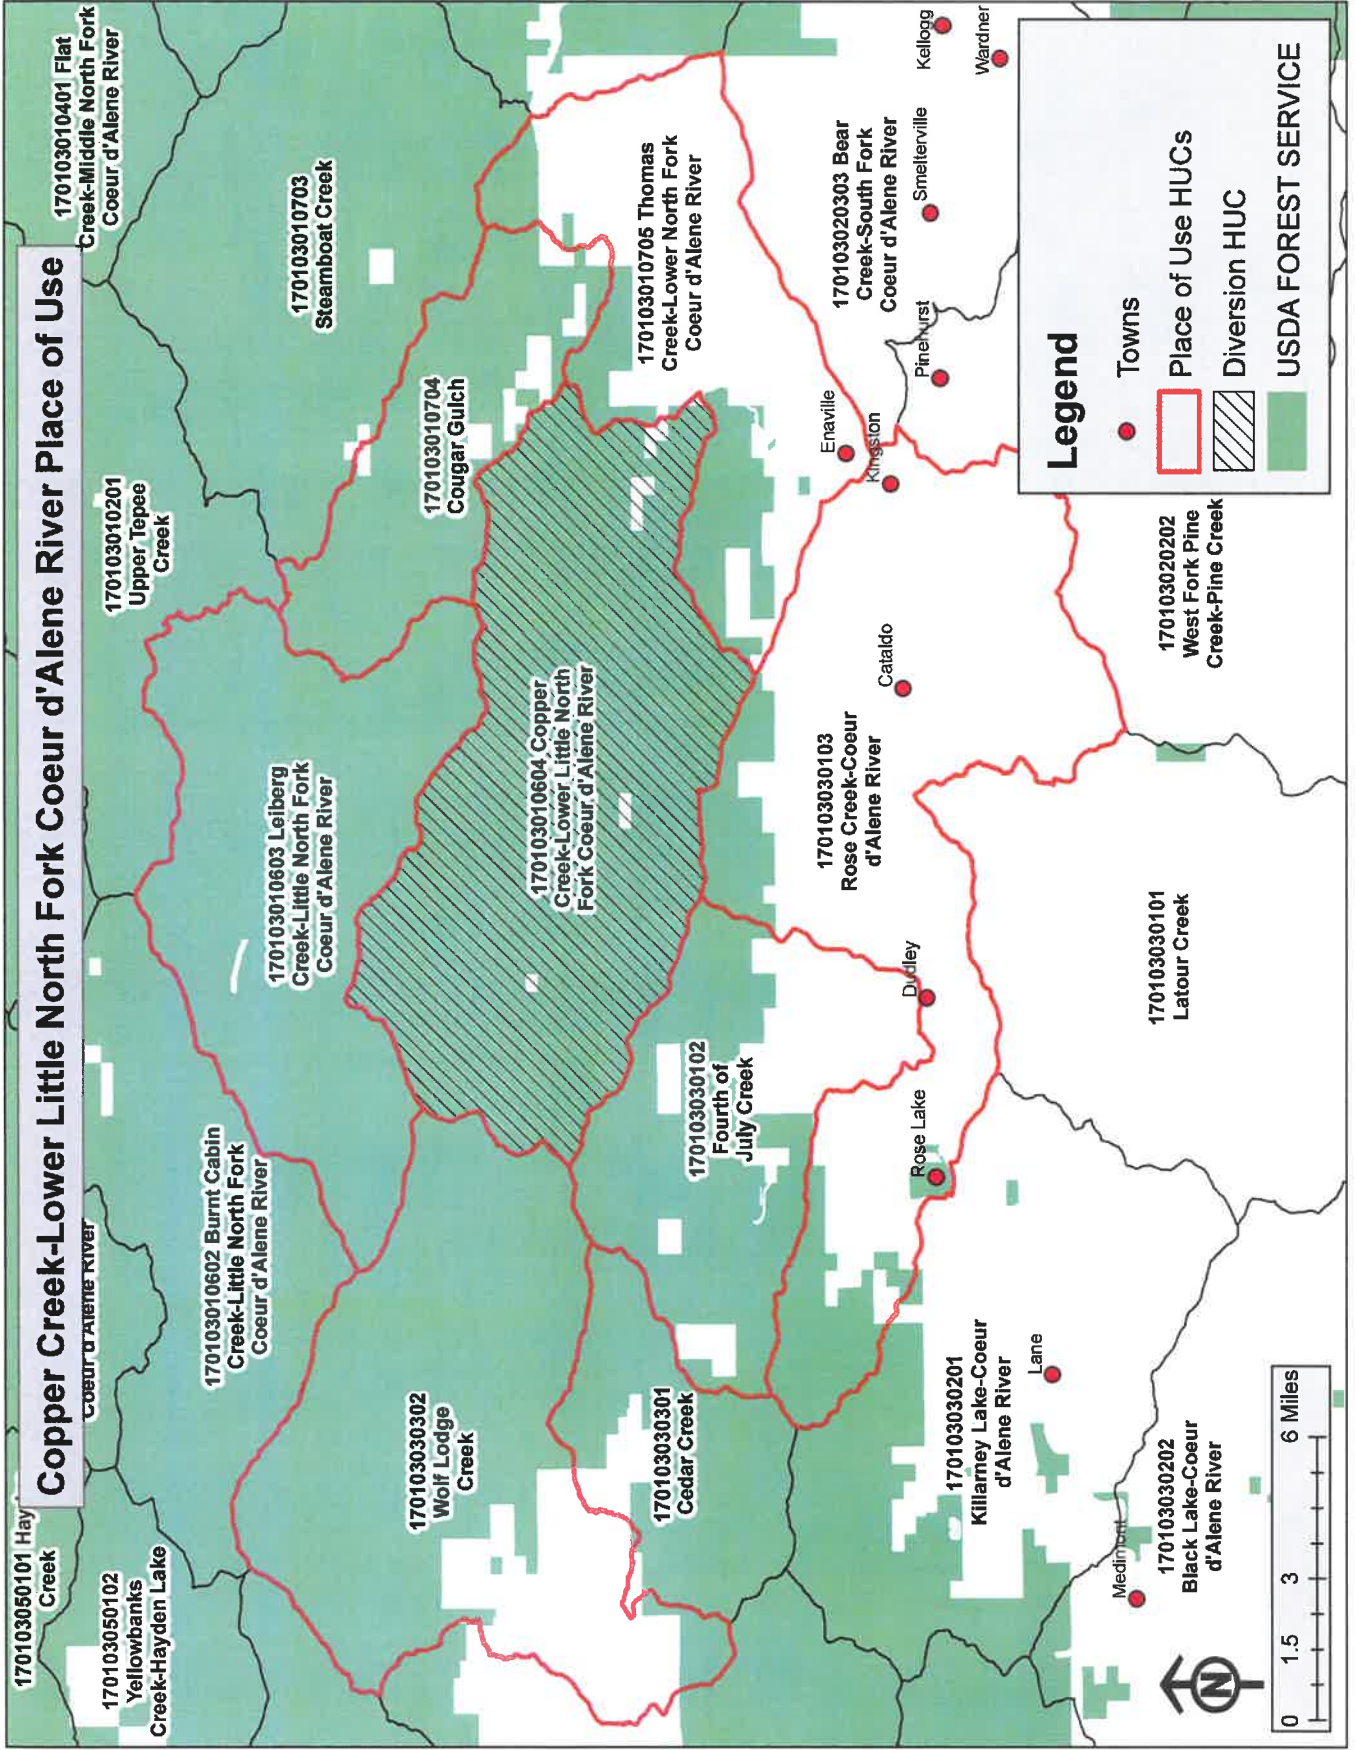 Copper Creek-Lower Little North Fork Coeur d'Alene River Place of Use
170103050101 Hay
Creek
170103050102
Yellowbanks
Creek-Hayden Lake
Coeur d'Alene River
170103010602 Burnt Cabin
Creek-Little North Fork
Coeur d'Alene River
170103010603 Leiberg
Creek-Little North Fork
Coeur d'Alene River
170103010201
Upper Tepee
Creek
170103010703
Steamboat Creek
170103010401 Flat
Creek-Middle North Fork
Coeur d'Alene River
170103030302
Wolf Lodge
Creek
170103010604 Copper
Creek-Lower Little North
Fork Coeur d'Alene River
170103010704
Cougar Gulch
170103010705 Thomas
Creek-Lower North Fork
Coeur d'Alene River
170103030301
Cedar Creek
170103030102
Fourth of
July Creek
170103030103
Rose Creek-Coeur
d'Alene River
170103020303 Bear
Creek-South Fork
Coeur d'Alene River
Kellogg
Wardner
Smelterville
Pinehurst
Enaville
Kingston
Cataldo
Dudley
Rose Lake
Lane
Medimont
170103030201
Killarney Lake-Coeur
d'Alene River
170103030202
Black Lake-Coeur
d'Alene River
170103030101
Latour Creek
170103020202
West Fork Pine
Creek-Pine Creek
N
0 1.5 3 6 Miles
Legend
Towns
Place of Use HUCs
Diversion HUC
USDA FOREST SERVICE